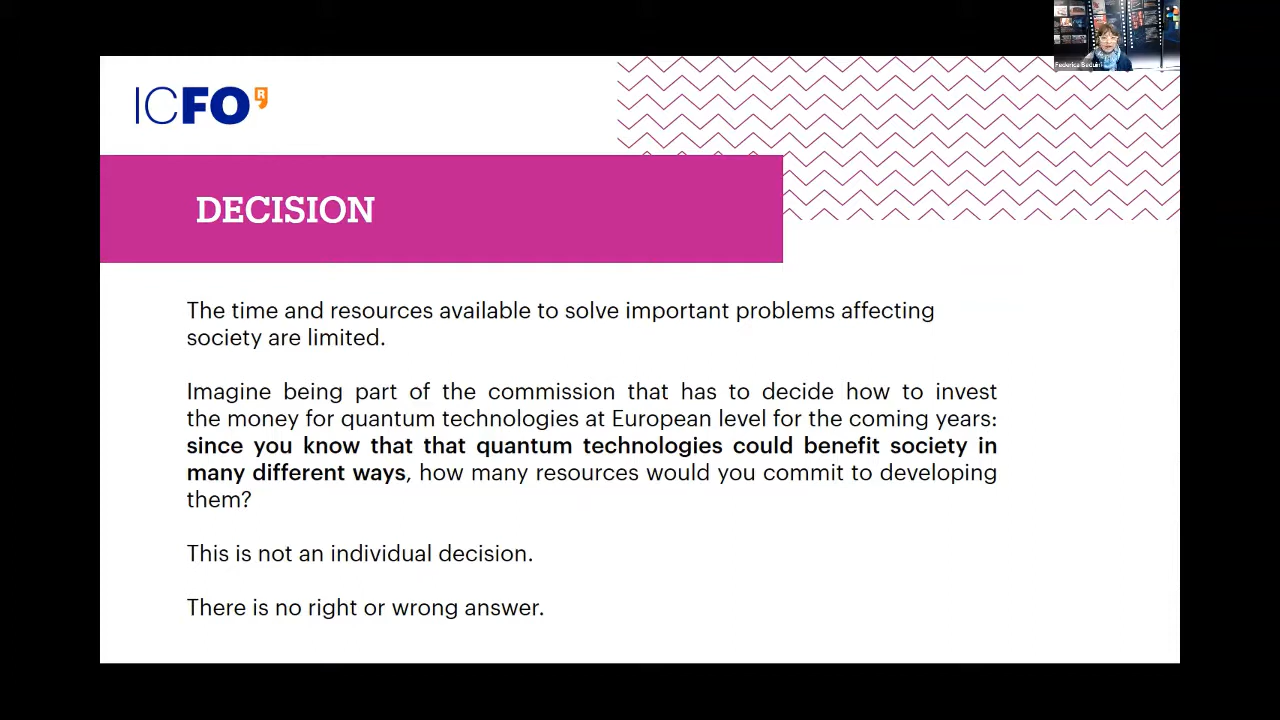 Federica Beduini
ICFO R
DECISION
The time and resources available to solve important problems affecting
society are limited.
Imagine being part of the commission that has to decide how to invest
the money for quantum technologies at European level for the coming years:
since you know that that quantum technologies could benefit society in
many different ways, how many resources would you commit to developing
them?
This is not an individual decision.
There is no right or wrong answer.